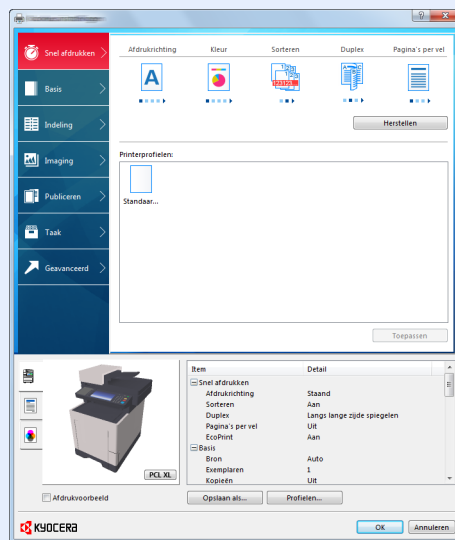 Snel afdrukken
Basis
Indeling
Imaging
Publiceren
Taak
Geavanceerd
Afdrukrichting Kleur Sorteren Duplex Pagina's per vel
A
123123
Herstellen
Printerprofielen:
Standaar...
Toepassen
PCL XL
Afdrukvoorbeeld
Item Detail
Snel afdrukken
Afdrukrichting Staand
Sorteren Aan
Duplex Langs lange zijde spiegelen
Pagina's per vel Uit
EcoPrint Aan
Basis
Bron Auto
Exemplaren 1
Kopieën Uit
Opslaan als... Profielen...
KYOCERA
OK Annuleren